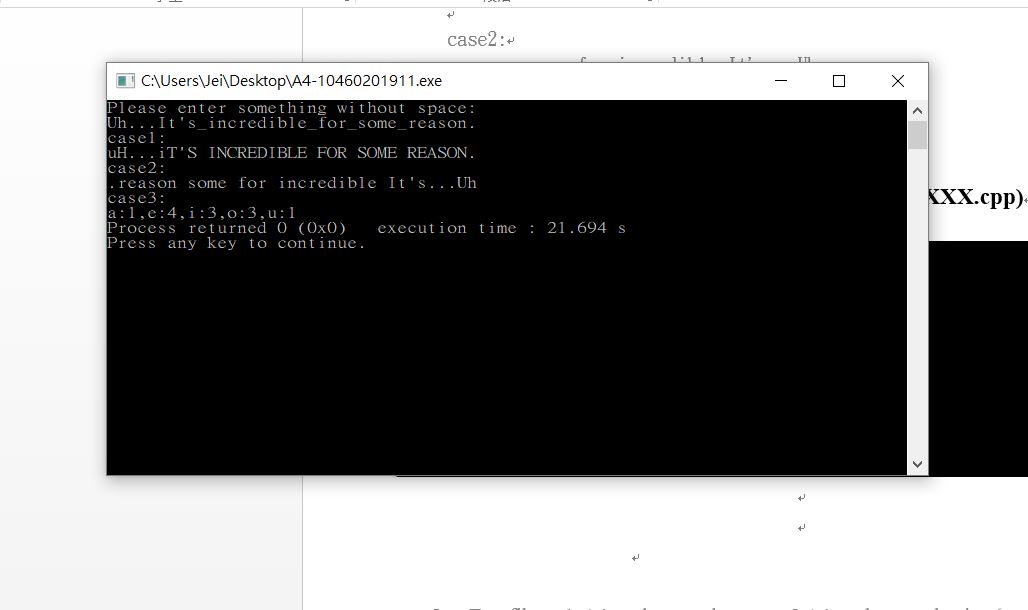 case2:
C:\Users\Jei\Desktop\A4-10460201911.exe
Please enter something without space:
Uh...It's_incredible_for_some_reason.
case1:
uH...iT'S INCREDIBLE FOR SOME REASON.
case2:
.reason some for incredible It's...Uh
case3:
a:1,e:4,i:3,o:3,u:1
Process returned 0 (0x0)   execution time : 21.694 s
Press any key to continue.
XXX.cpp)